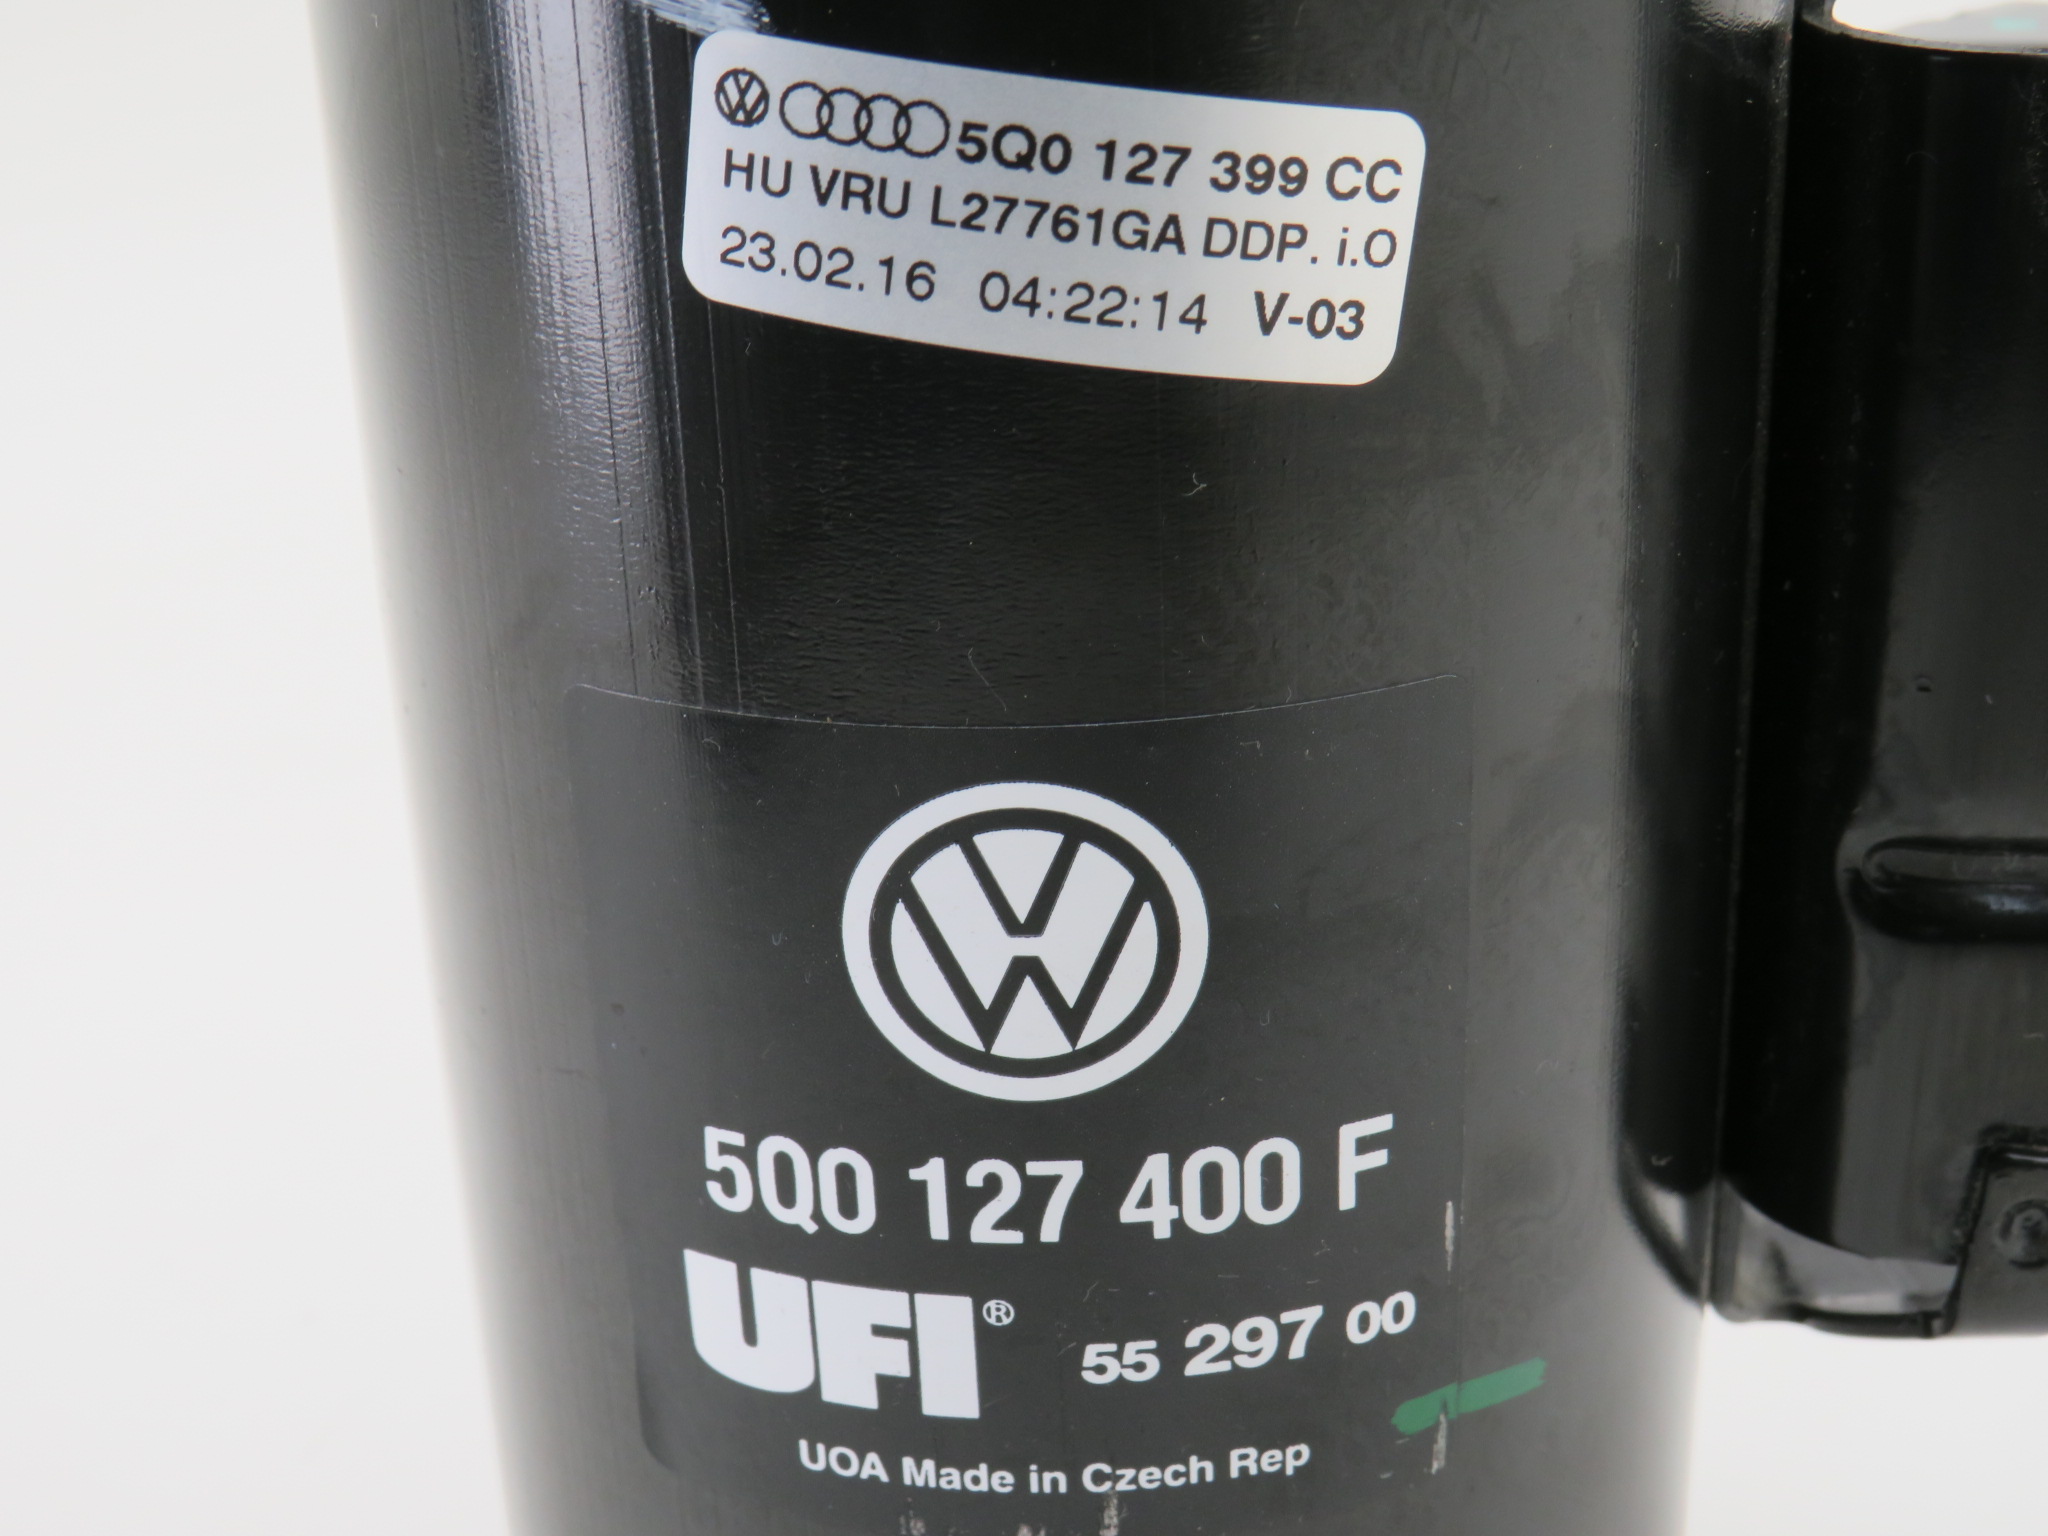 5Q0 127 399 CC
HU VRU L27761GA DDP. i.O
23.02.16 04:22:14 V-03
5Q0 127 400 F
UFI® 55 297 00
UOA Made in Czech Rep